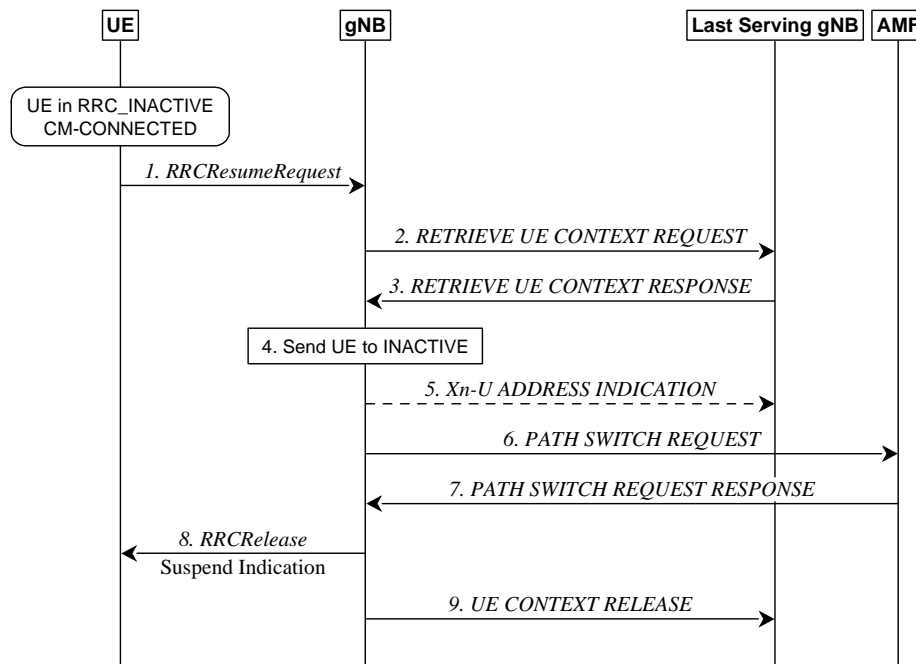 UE
gNB
Last Serving gNB
AMF
UE in RRC_INACTIVE
CM-CONNECTED
1. RRCResumeRequest
2. RETRIEVE UE CONTEXT REQUEST
3. RETRIEVE UE CONTEXT RESPONSE
4. Send UE to INACTIVE
5. Xn-U ADDRESS INDICATION
6. PATH SWITCH REQUEST
7. PATH SWITCH REQUEST RESPONSE
8. RRCRelease
Suspend Indication
9. UE CONTEXT RELEASE